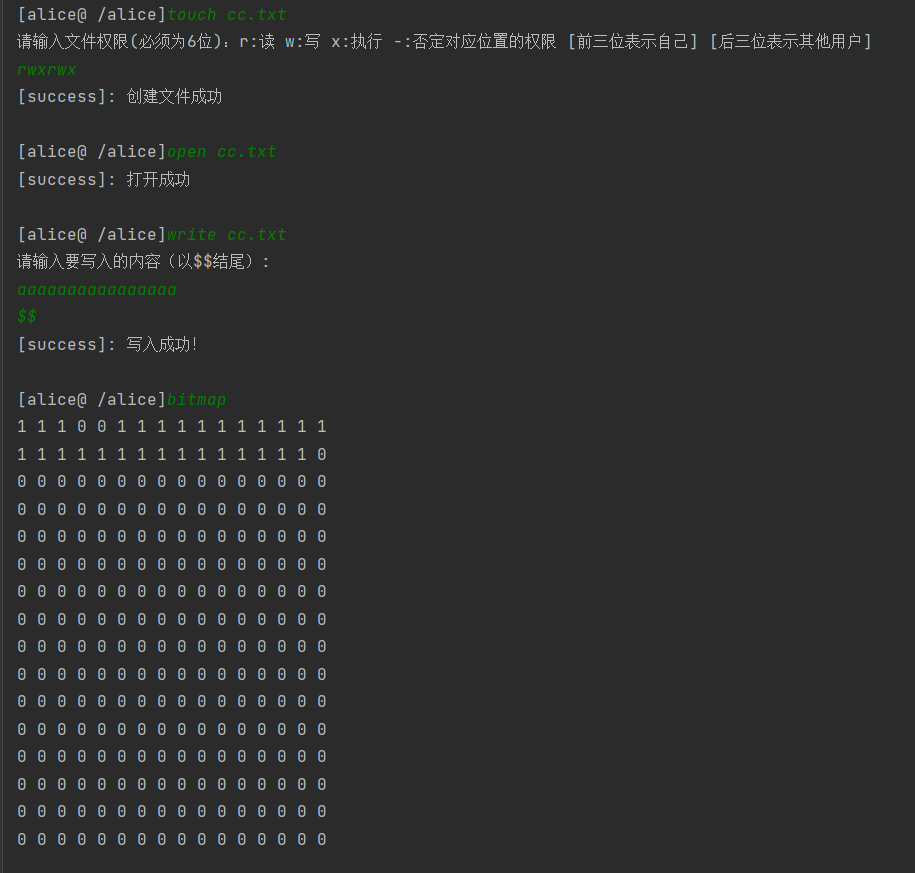 [alice@ /alice]touch cc.txt
请输入文件权限(必须为6位): r:读 w:写 x:执行 -:否定对应位置的权限 [前三位表示自己] [后三位表示其他用户]
rwxrwx
[success]: 创建文件成功
[alice@ /alice]open cc.txt
[success]: 打开成功
[alice@ /alice]write cc.txt
请输入要写入的内容（以$$结尾）:
aaaaaaaaaaaaaaaa
$$
[success]: 写入成功!
[alice@ /alice]bitmap
1 1 1 0 0 1 1 1 1 1 1 1 1 1 1 1
1 1 1 1 1 1 1 1 1 1 1 1 1 1 1 0
0 0 0 0 0 0 0 0 0 0 0 0 0 0 0 0
0 0 0 0 0 0 0 0 0 0 0 0 0 0 0 0
0 0 0 0 0 0 0 0 0 0 0 0 0 0 0 0
0 0 0 0 0 0 0 0 0 0 0 0 0 0 0 0
0 0 0 0 0 0 0 0 0 0 0 0 0 0 0 0
0 0 0 0 0 0 0 0 0 0 0 0 0 0 0 0
0 0 0 0 0 0 0 0 0 0 0 0 0 0 0 0
0 0 0 0 0 0 0 0 0 0 0 0 0 0 0 0
0 0 0 0 0 0 0 0 0 0 0 0 0 0 0 0
0 0 0 0 0 0 0 0 0 0 0 0 0 0 0 0
0 0 0 0 0 0 0 0 0 0 0 0 0 0 0 0
0 0 0 0 0 0 0 0 0 0 0 0 0 0 0 0
0 0 0 0 0 0 0 0 0 0 0 0 0 0 0 0
0 0 0 0 0 0 0 0 0 0 0 0 0 0 0 0